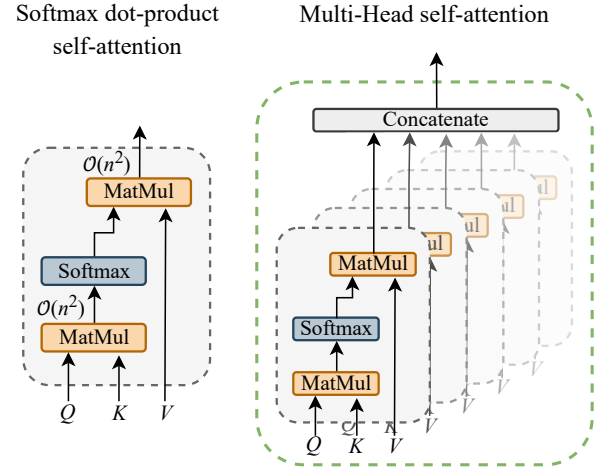 Softmax dot-product
self-attention
𝒪(n²)
MatMul
Softmax
𝒪(n²)
MatMul
Q K V
Multi-Head self-attention
Concatenate
MatMul
Softmax
MatMul
Q K V
Q K V
V
V
V